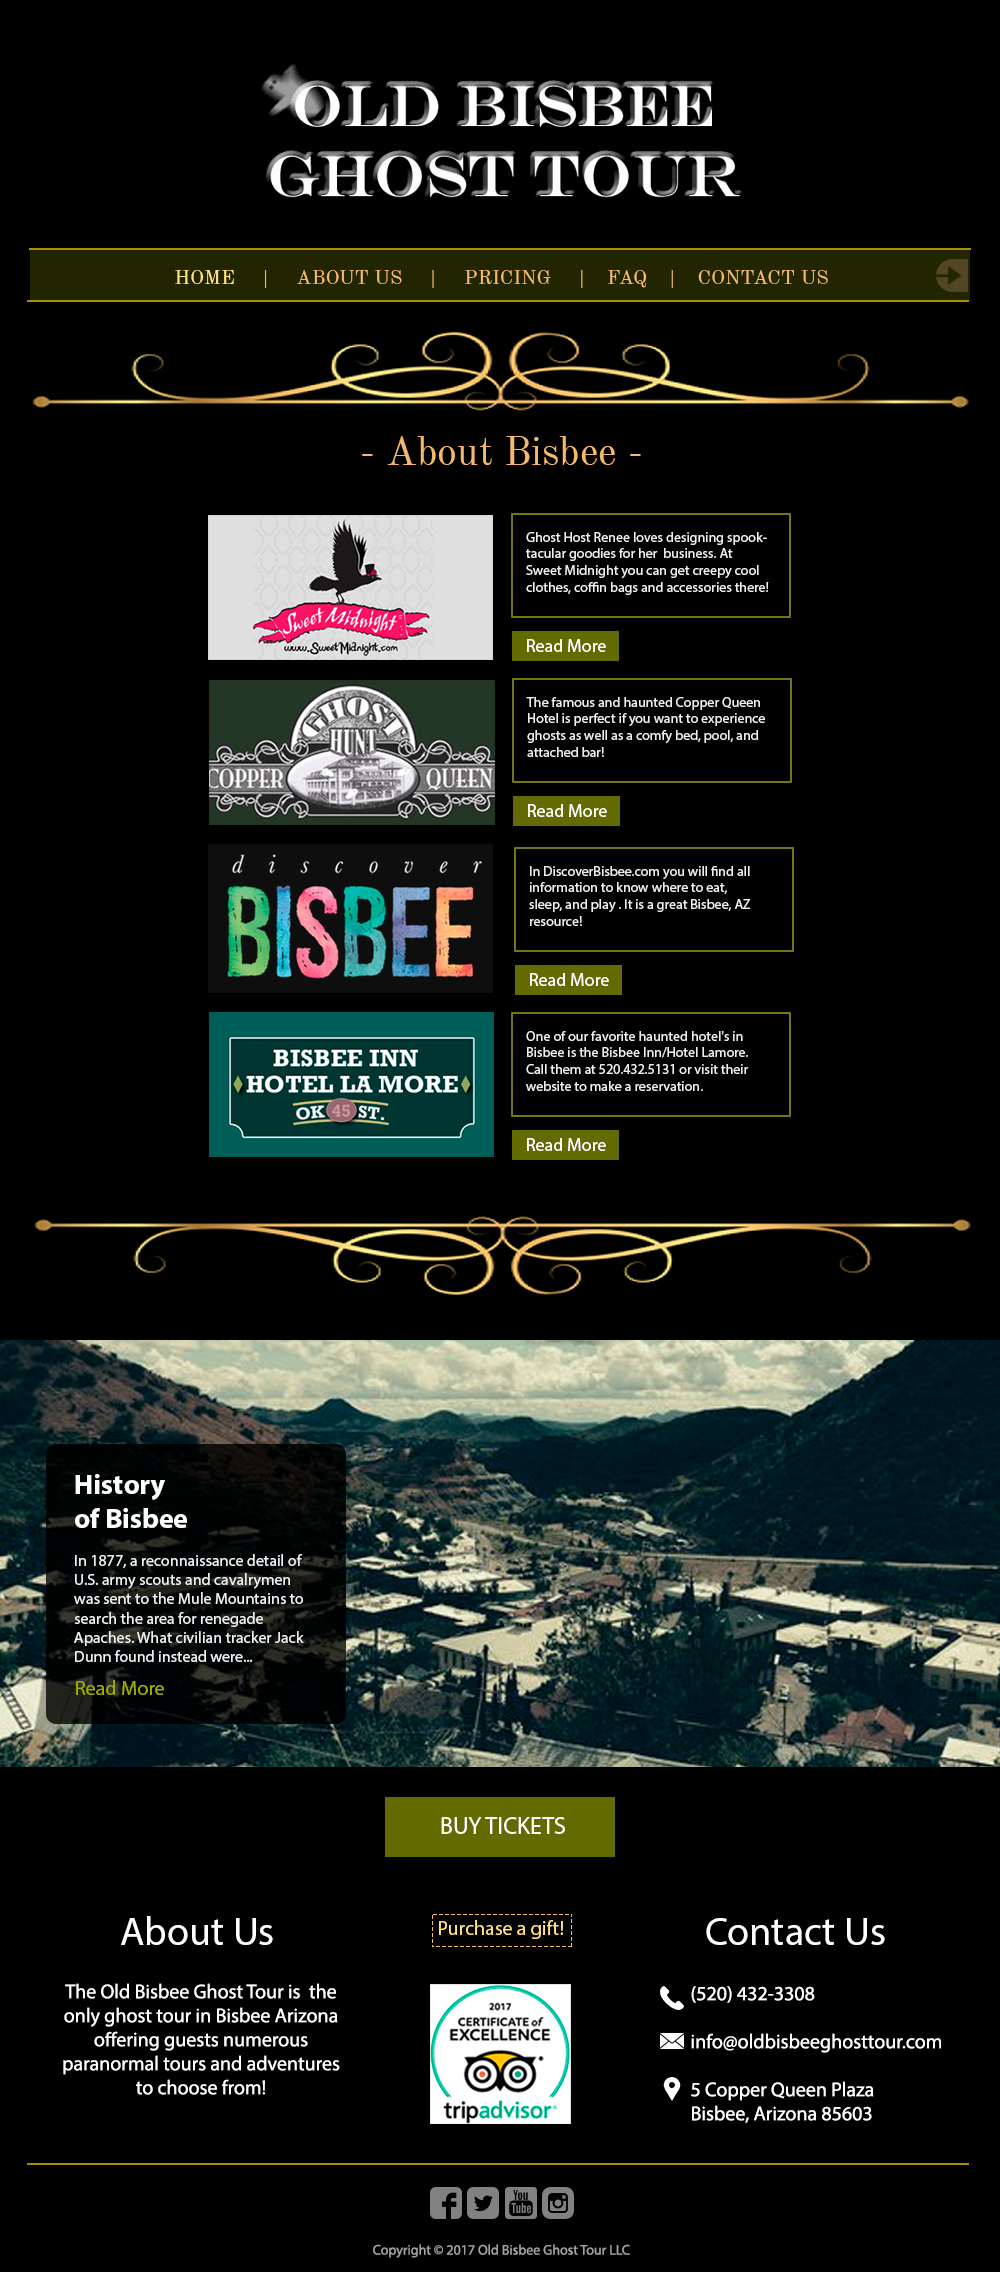 OLD BISBEE
GHOST TOUR
HOME | ABOUT US | PRICING | FAQ | CONTACT US
- About Bisbee -
Sweet Midnight
www.SweetMidnight.com
Ghost Host Renee loves designing spook-
tacular goodies for her  business. At
Sweet Midnight you can get creepy cool
clothes, coffin bags and accessories there!
Read More
GHOST
HUNT
COPPER QUEEN
The famous and haunted Copper Queen
Hotel is perfect if you want to experience
ghosts as well as a comfy bed, pool, and
attached bar!
Read More
discover
BISBEE
In DiscoverBisbee.com you will find all
information to know where to eat,
sleep, and play . It is a great Bisbee, AZ
resource!
Read More
BISBEE INN
HOTEL LA MORE
OK 45 ST.
One of our favorite haunted hotel's in
Bisbee is the Bisbee Inn/Hotel Lamore.
Call them at 520.432.5131 or visit their
website to make a reservation.
Read More
History
of Bisbee
In 1877, a reconnaissance detail of
U.S. army scouts and cavalrymen
was sent to the Mule Mountains to
search the area for renegade
Apaches. What civilian tracker Jack
Dunn found instead were...
Read More
BUY TICKETS
About Us
The Old Bisbee Ghost Tour is  the
only ghost tour in Bisbee Arizona
offering guests numerous
paranormal tours and adventures
to choose from!
Purchase a gift!
2017
CERTIFICATE of
EXCELLENCE
tripadvisor®
Contact Us
(520) 432-3308
info@oldbisbeeghosttour.com
5 Copper Queen Plaza
Bisbee, Arizona 85603
You
Tube
Copyright © 2017 Old Bisbee Ghost Tour LLC